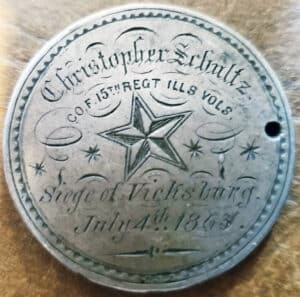 Christopher Schultz.
CO F. 15TH REGT ILLS VOLS.
Siege of Vicksburg.
July 4th. 1863.